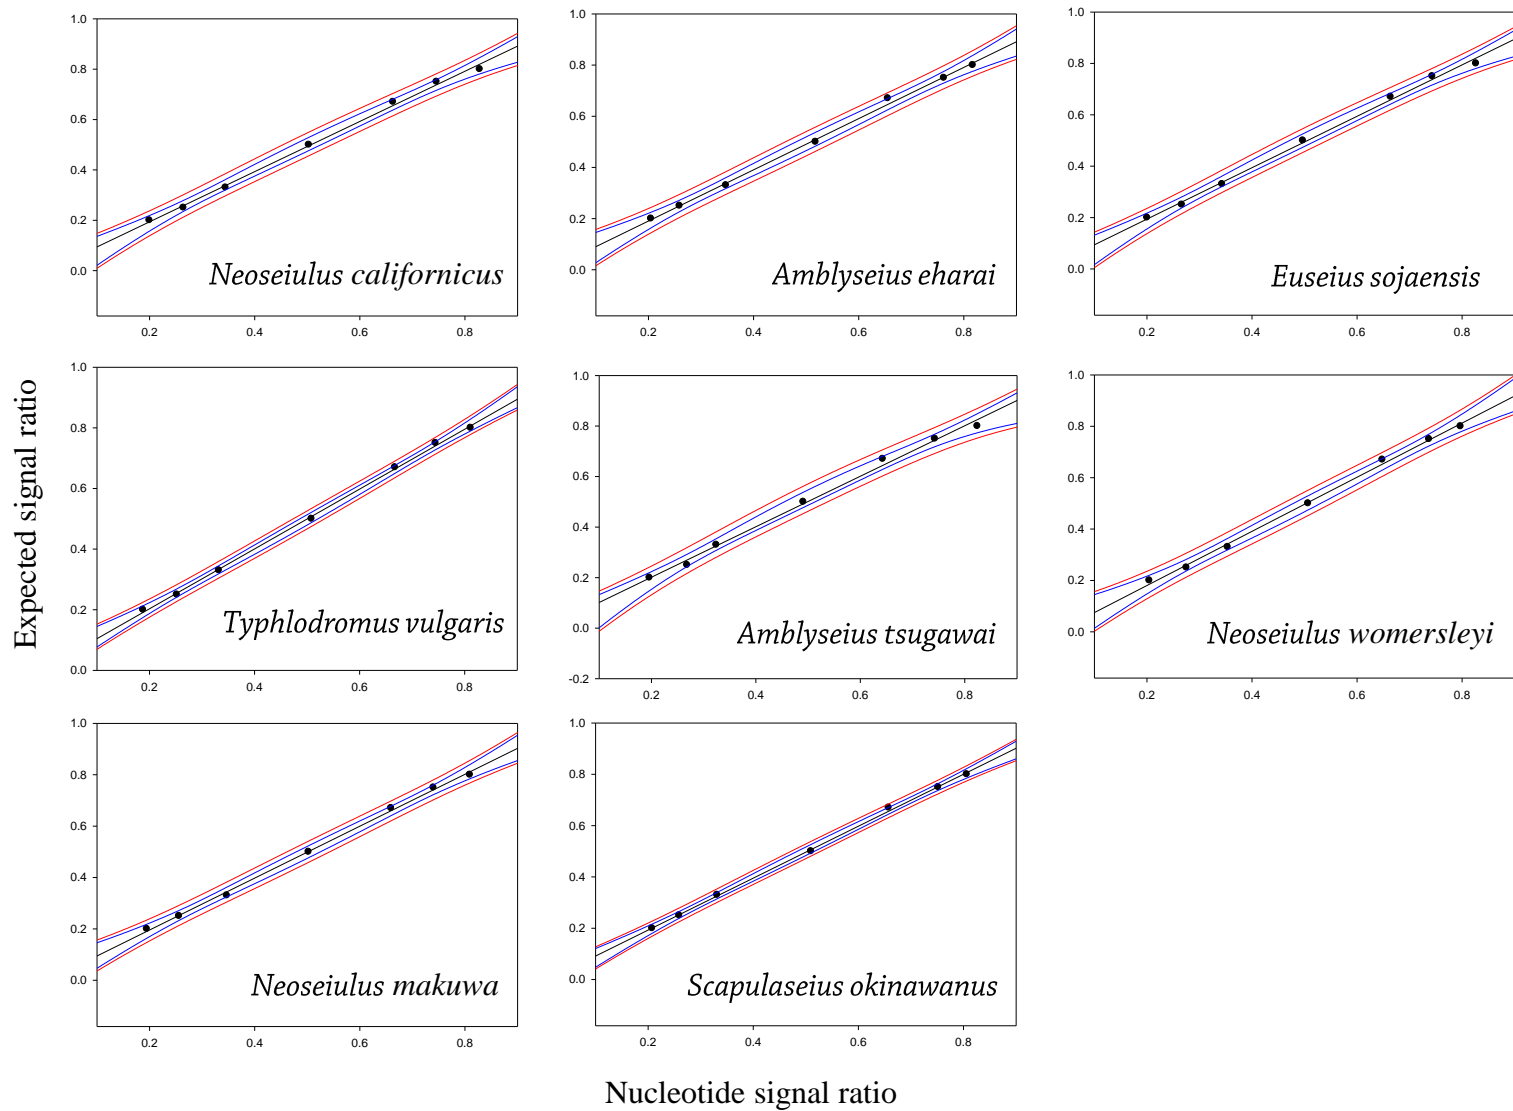 1.0
0.8
0.6
0.4
0.2
0.0
Neoseiulus californicus
0.2 0.4 0.6 0.8
1.0
0.8
0.6
0.4
0.2
0.0
Amblyseius eharai
0.2 0.4 0.6 0.8
1.0
0.8
0.6
0.4
0.2
0.0
Euseius sojaensis
0.2 0.4 0.6 0.8
Expected signal ratio
1.0
0.8
0.6
0.4
0.2
0.0
Typhlodromus vulgaris
0.2 0.4 0.6 0.8
1.0
0.8
0.6
0.4
0.2
0.0
-0.2
Amblyseius tsugawai
0.2 0.4 0.6 0.8
1.0
0.8
0.6
0.4
0.2
0.0
Neoseiulus womersleyi
0.2 0.4 0.6 0.8
1.0
0.8
0.6
0.4
0.2
0.0
Neoseiulus makuwa
0.2 0.4 0.6 0.8
1.0
0.8
0.6
0.4
0.2
0.0
Scapulaseius okinawanus
0.2 0.4 0.6 0.8
Nucleotide signal ratio